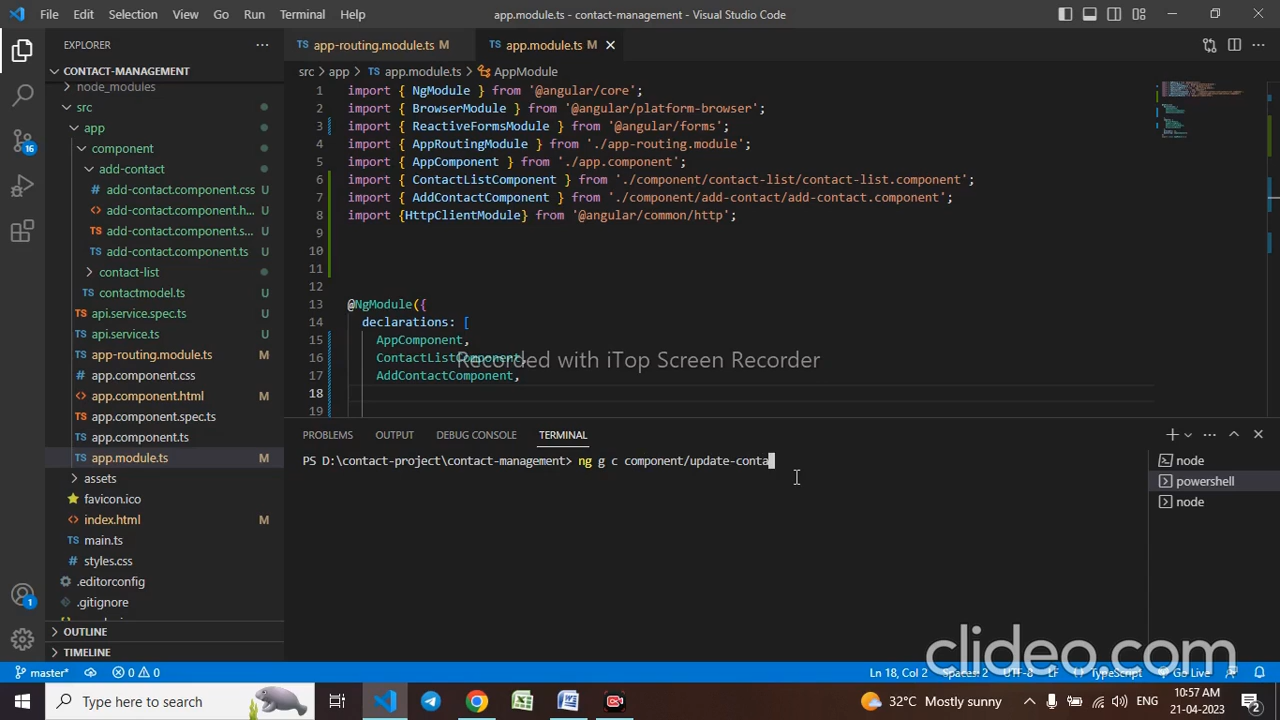 File Edit Selection View Go Run Terminal Help
app.module.ts - contact-management - Visual Studio Code
EXPLORER
CONTACT-MANAGEMENT
node_modules
src
app
component
add-contact
add-contact.component.css U
add-contact.component.h... U
add-contact.component.s... U
add-contact.component.ts U
contact-list
contactmodel.ts U
api.service.spec.ts U
api.service.ts U
app-routing.module.ts M
app.component.css
app.component.html M
app.component.spec.ts
app.component.ts
app.module.ts M
assets
favicon.ico
index.html M
main.ts
styles.css
.editorconfig
.gitignore
OUTLINE
TIMELINE
16
1
app-routing.module.ts M
app.module.ts M
src > app > app.module.ts > AppModule
1 import { NgModule } from '@angular/core';
2 import { BrowserModule } from '@angular/platform-browser';
3 import { ReactiveFormsModule } from '@angular/forms';
4 import { AppRoutingModule } from './app-routing.module';
5 import { AppComponent } from './app.component';
6 import { ContactListComponent } from './component/contact-list/contact-list.component';
7 import { AddContactComponent } from './component/add-contact/add-contact.component';
8 import {HttpClientModule} from '@angular/common/http';
9
10
11
12
13 @NgModule({
14 declarations: [
15 AppComponent,
16 ContactListComponent,
17 AddContactComponent,
18
19
Recorded with iTop Screen Recorder
PROBLEMS OUTPUT DEBUG CONSOLE TERMINAL
PS D:\contact-project\contact-management> ng g c component/update-conta
node
powershell
node
clideo.com
master* 0 0
Ln 18, Col 2 Spaces: 2 UTF-8 LF TypeScript Go Live
Type here to search
32°C Mostly sunny
ENG
10:57 AM
21-04-2023
2